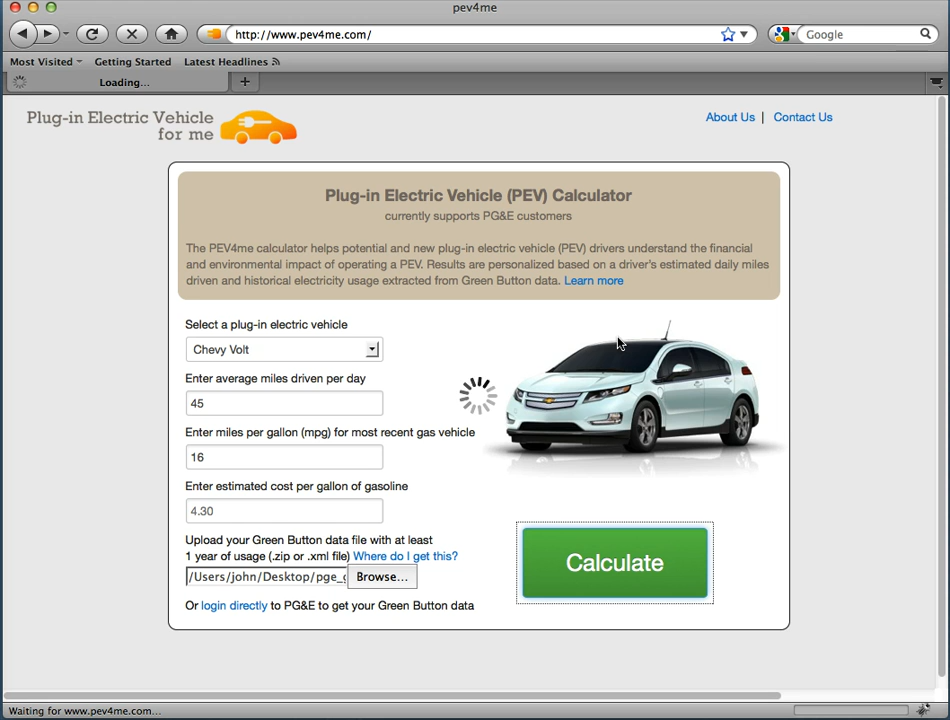 pev4me
http://www.pev4me.com/
Google
Most Visited Getting Started Latest Headlines
Loading...
Plug-in Electric Vehicle
for me
About Us | Contact Us
Plug-in Electric Vehicle (PEV) Calculator
currently supports PG&E customers
The PEV4me calculator helps potential and new plug-in electric vehicle (PEV) drivers understand the financial
and environmental impact of operating a PEV. Results are personalized based on a driver's estimated daily miles
driven and historical electricity usage extracted from Green Button data. Learn more
Select a plug-in electric vehicle
Chevy Volt
Enter average miles driven per day
45
Enter miles per gallon (mpg) for most recent gas vehicle
16
Enter estimated cost per gallon of gasoline
4.30
Upload your Green Button data file with at least
1 year of usage (.zip or .xml file) Where do I get this?
/Users/john/Desktop/pge_g Browse...
Calculate
Or login directly to PG&E to get your Green Button data
Waiting for www.pev4me.com...